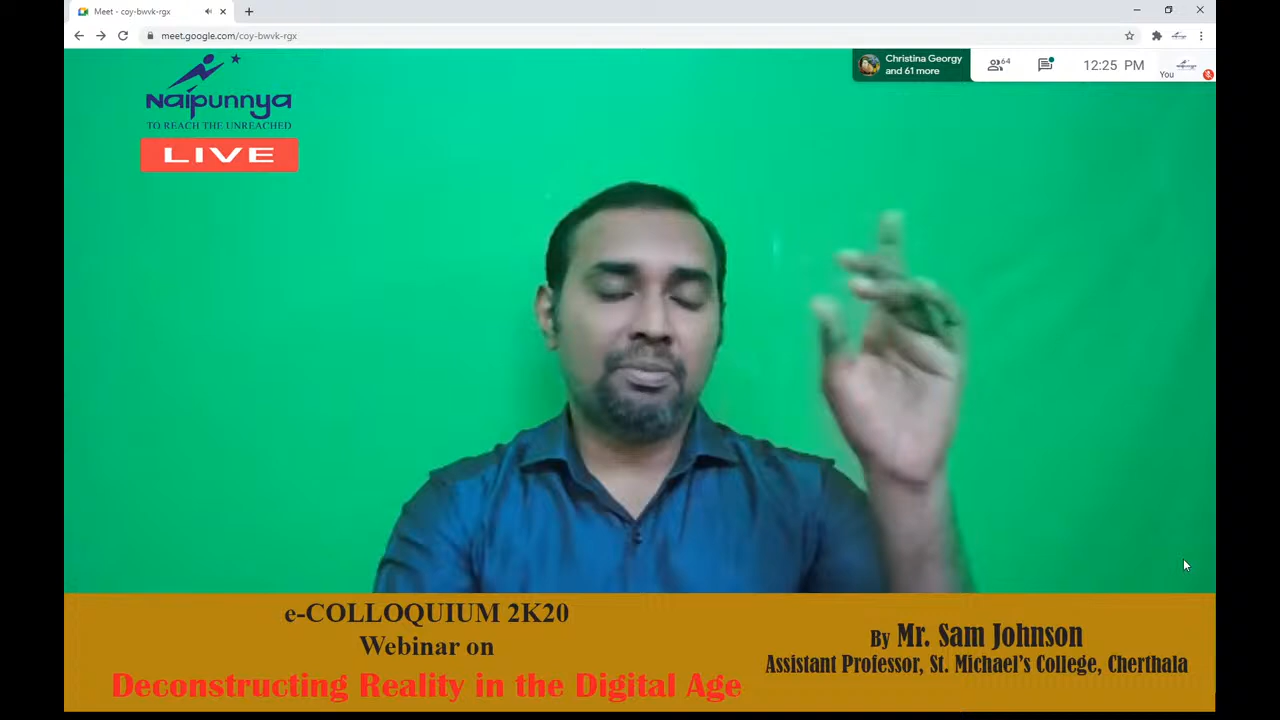 Meet - coy-bwvk-rgx
meet.google.com/coy-bwvk-rgx
Naipunnya
TO REACH THE UNREACHED
LIVE
Christina Georgy
and 61 more
64
12:25 PM
You
e-COLLOQUIUM 2K20
Webinar on
Deconstructing Reality in the Digital Age
By Mr. Sam Johnson
Assistant Professor, St. Michael's College, Cherthala